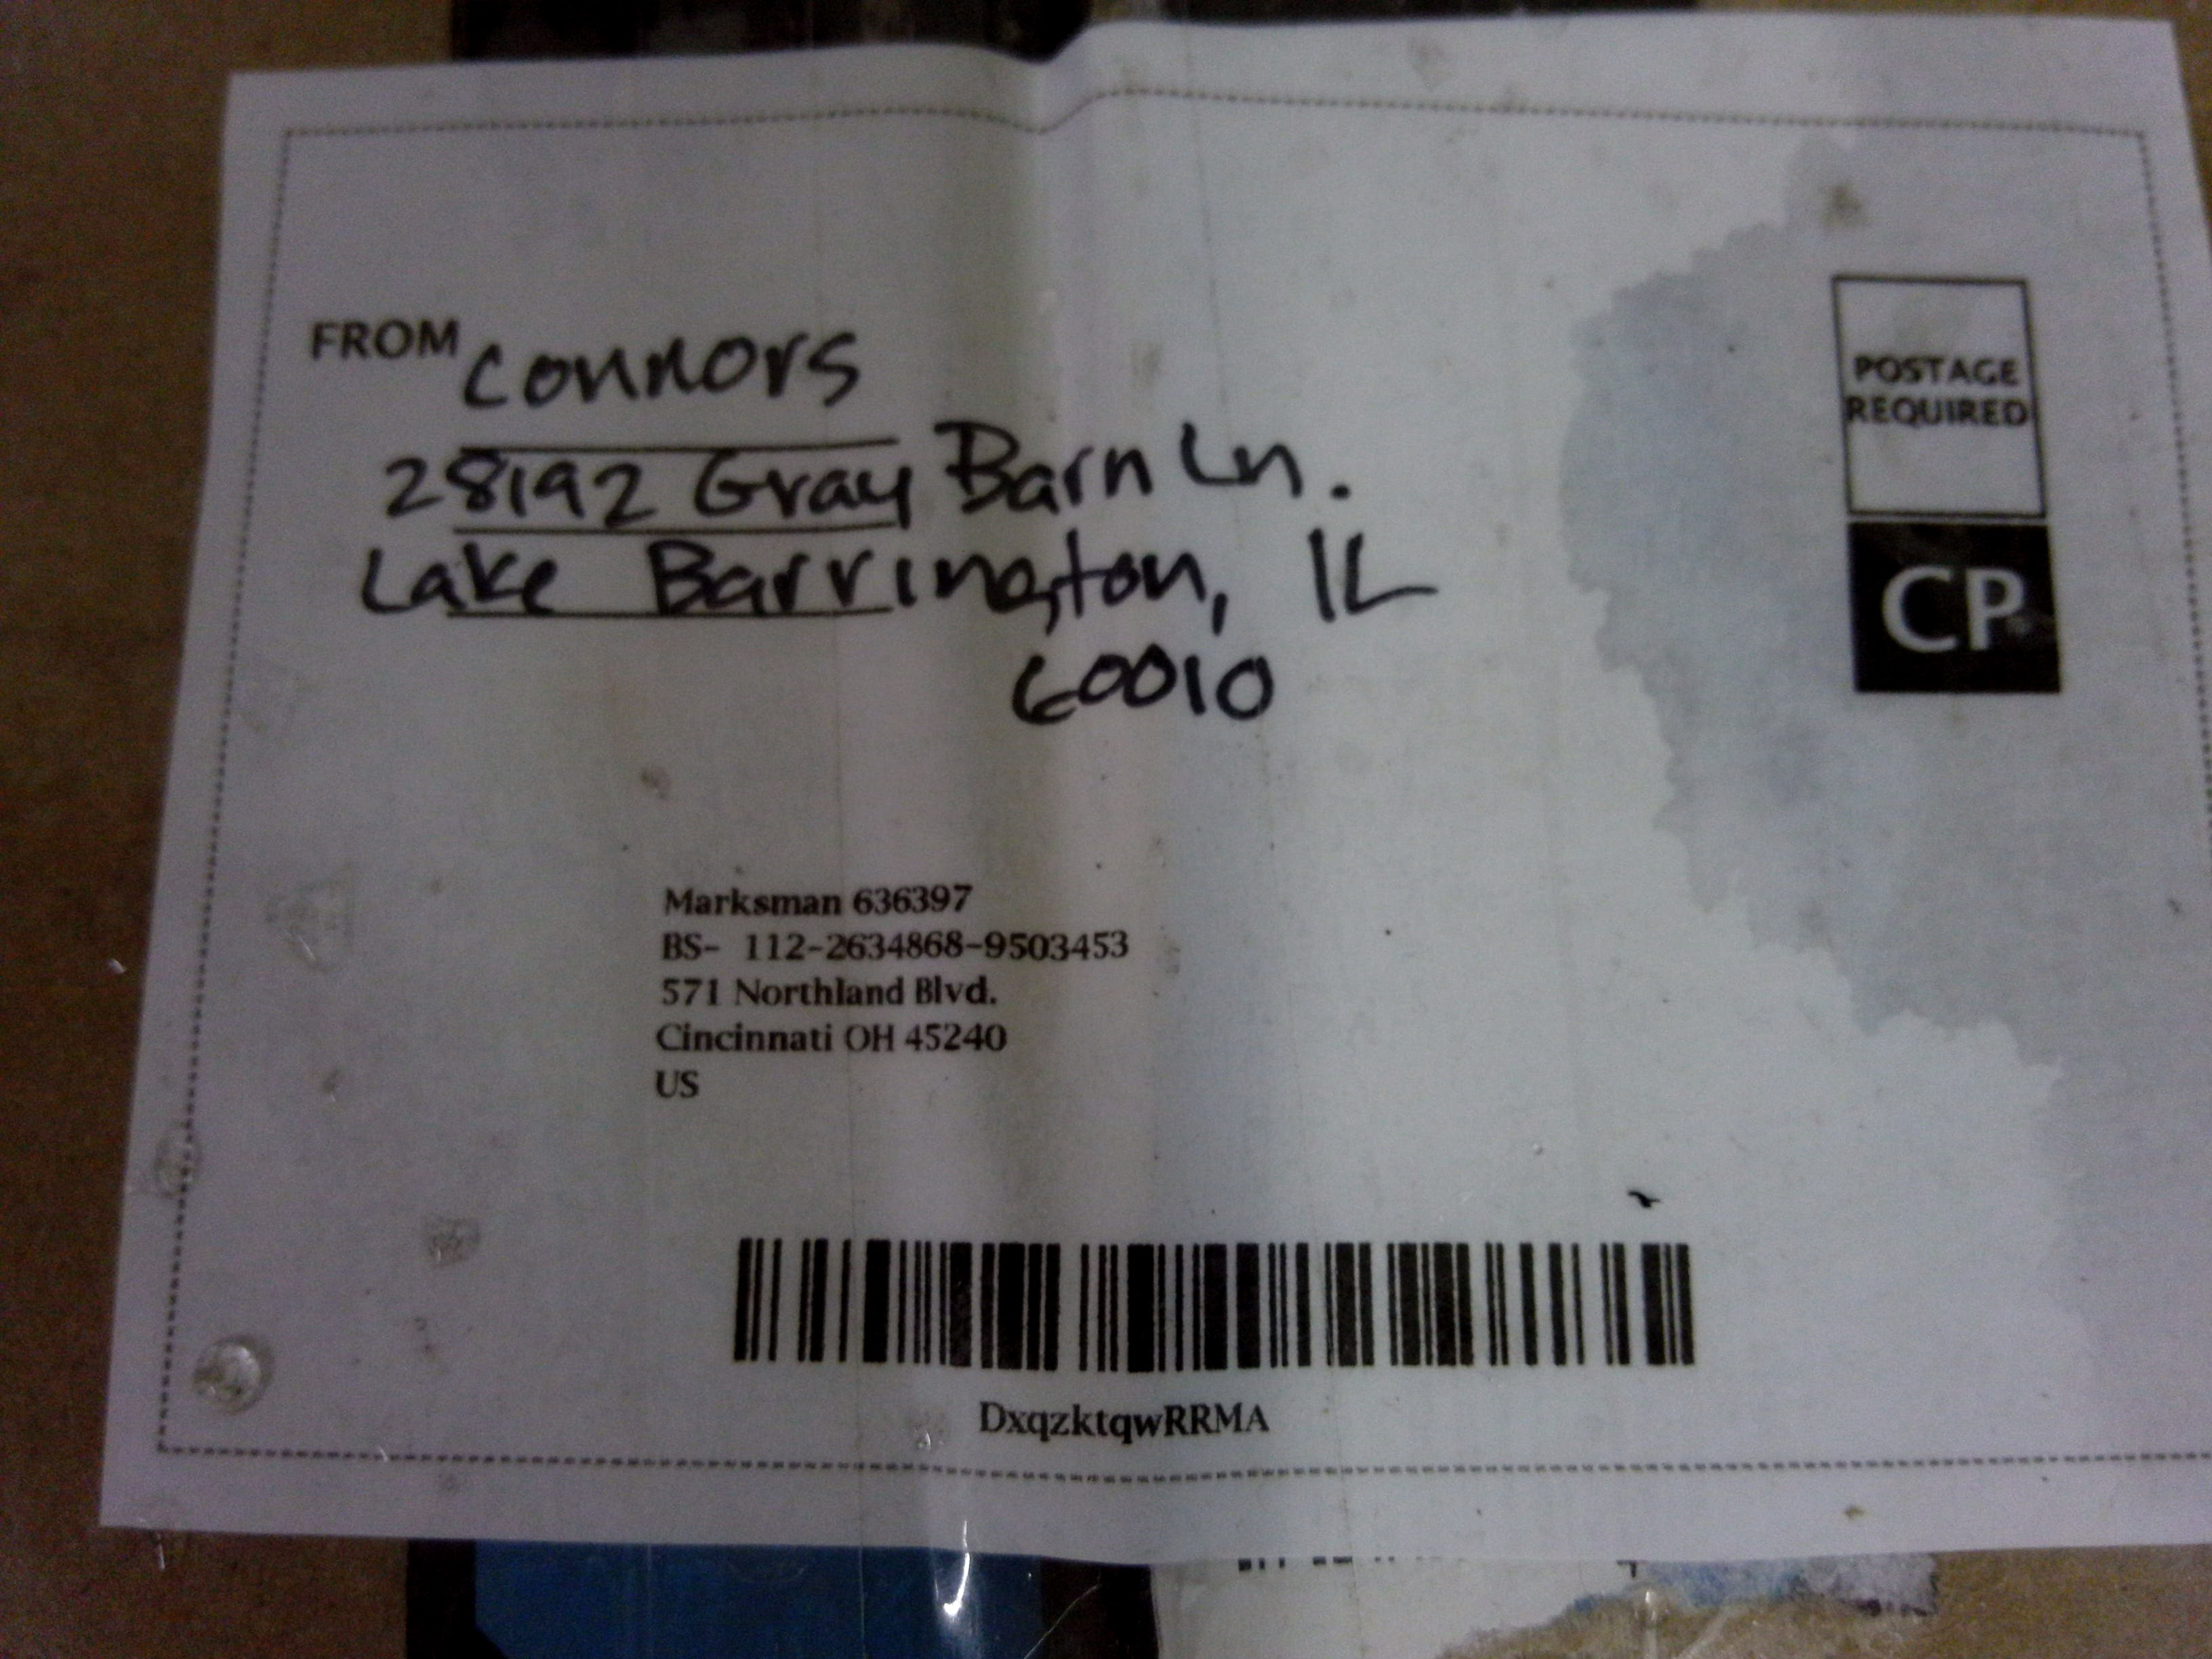 FROM connors
28192 Gray Barn Ln.
Lake Barrington, IL
60010
POSTAGE
REQUIRED
CP
Marksman 636397
BS- 112-2634868-9503453
571 Northland Blvd.
Cincinnati OH 45240
US
DxqzktqwRRMA